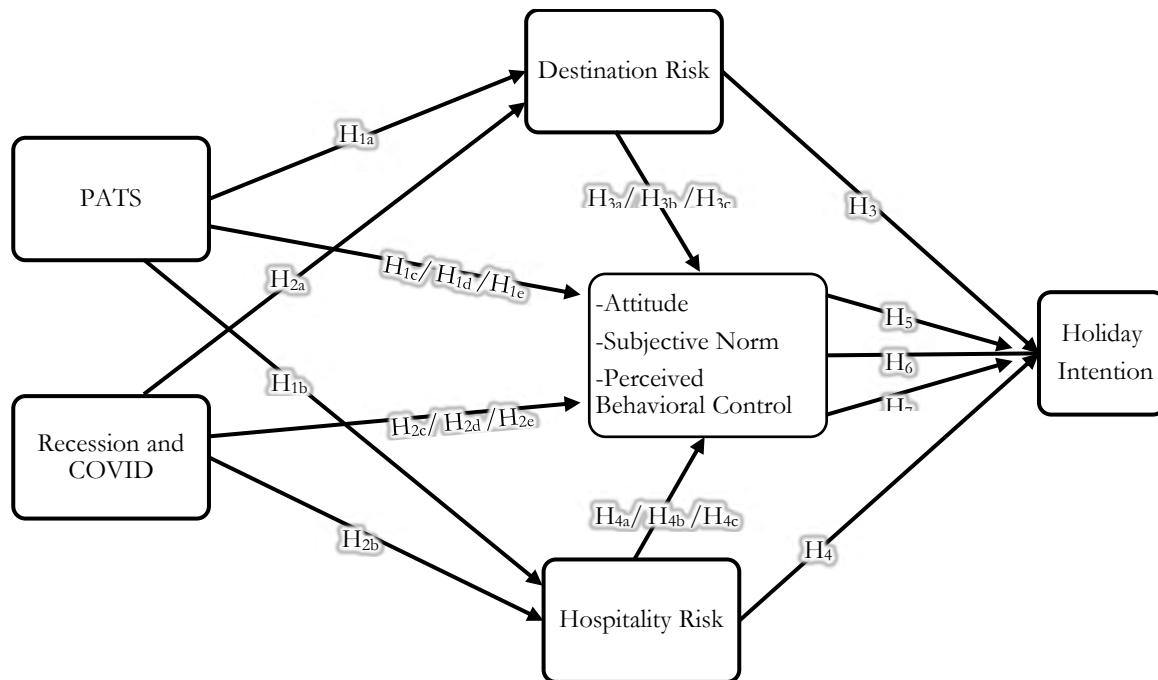 Destination Risk
H1a
PATS
H3a/ H3b /H3c
H3
H1c/ H1d /H1e
H2a
-Attitude
-Subjective Norm
-Perceived
Behavioral Control
H5
H6
H7
Holiday
Intention
H1b
Recession and
COVID
H2c/ H2d /H2e
H2b
H4a/ H4b /H4c
H4
Hospitality Risk